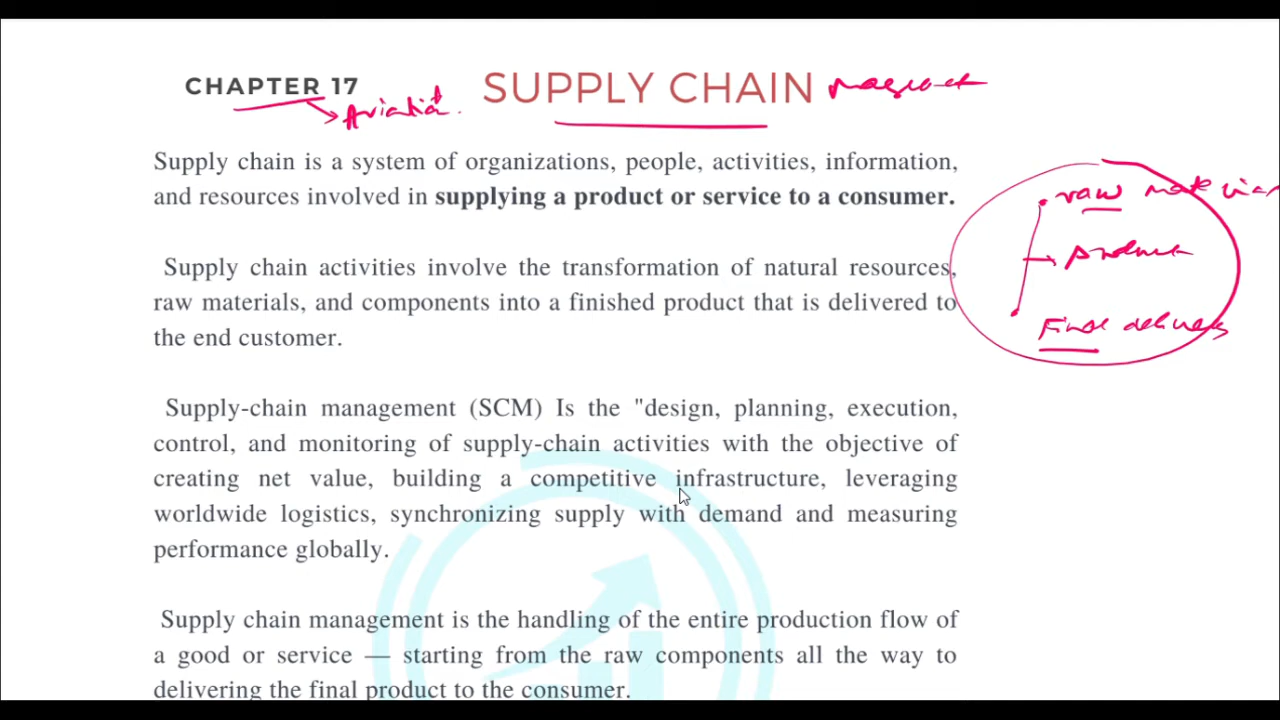 CHAPTER 17
SUPPLY CHAIN
Supply chain is a system of organizations, people, activities, information,
and resources involved in supplying a product or service to a consumer.
raw material
product
Final delivery
Supply chain activities involve the transformation of natural resources,
raw materials, and components into a finished product that is delivered to
the end customer.
Supply-chain management (SCM) Is the "design, planning, execution,
control, and monitoring of supply-chain activities with the objective of
creating net value, building a competitive infrastructure, leveraging
worldwide logistics, synchronizing supply with demand and measuring
performance globally.
Supply chain management is the handling of the entire production flow of
a good or service — starting from the raw components all the way to
delivering the final product to the consumer.